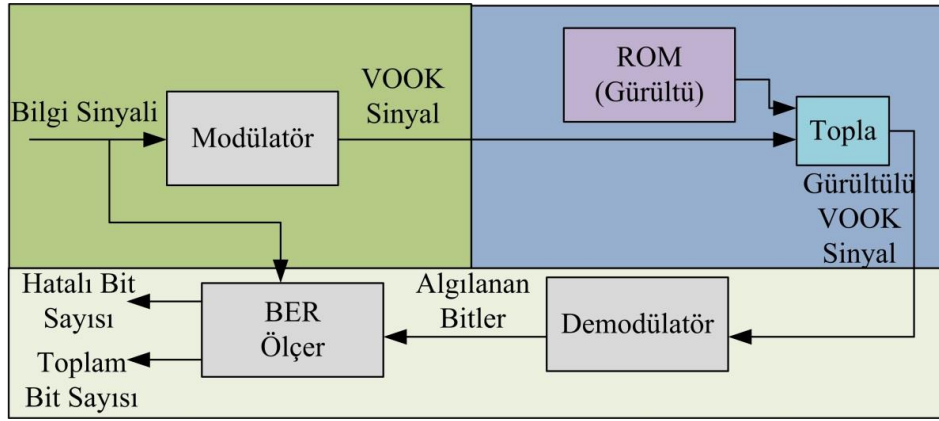 Bilgi Sinyali
Modülatör
VOOK
Sinyal
ROM
(Gürültü)
Topla
Gürültülü
VOOK
Sinyal
Demodülatör
Algılanan
Bitler
BER
Ölçer
Hatalı Bit
Sayısı
Toplam
Bit Sayısı